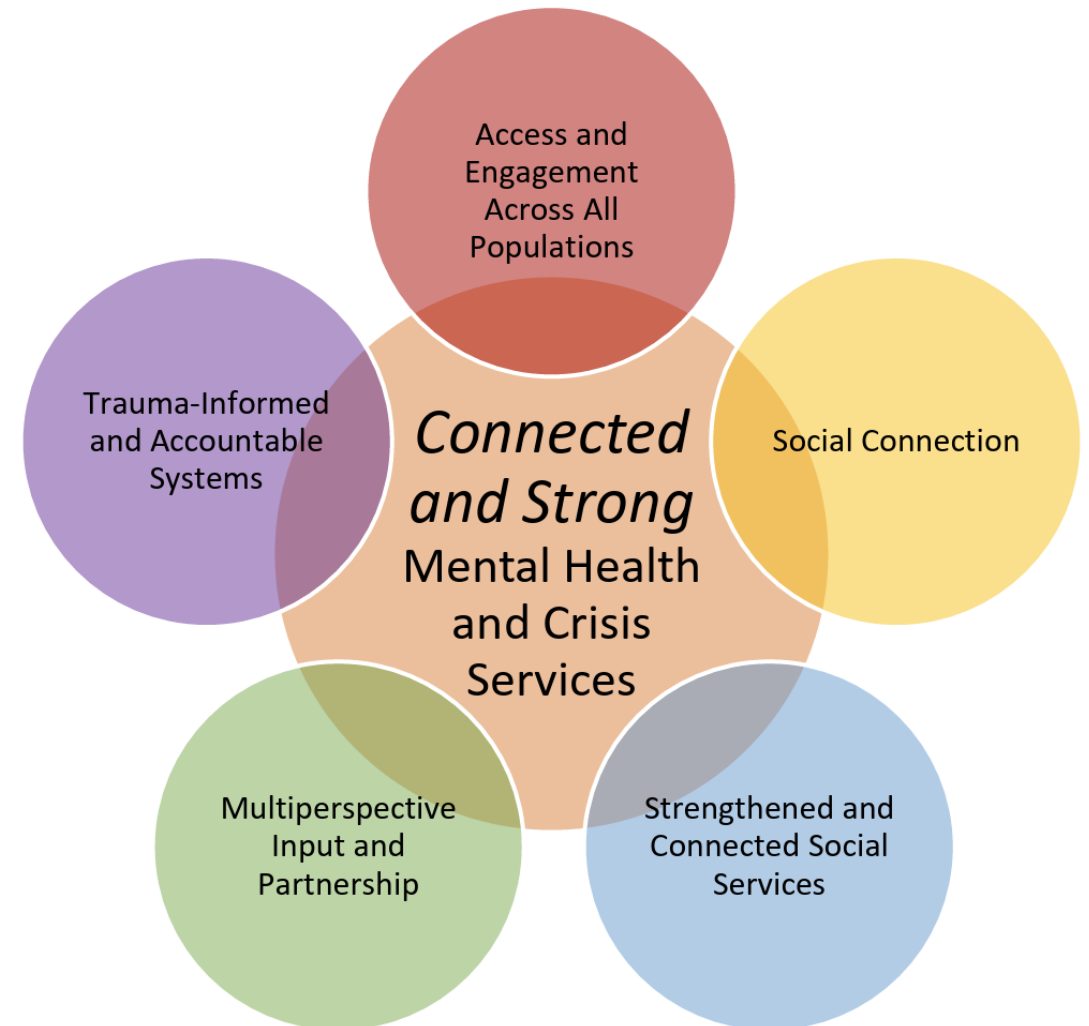 Access and
Engagement
Across All
Populations
Trauma-Informed
and Accountable
Systems
Connected
and Strong
Mental Health
and Crisis
Services
Social Connection
Multiperspective
Input and
Partnership
Strengthened and
Connected Social
Services